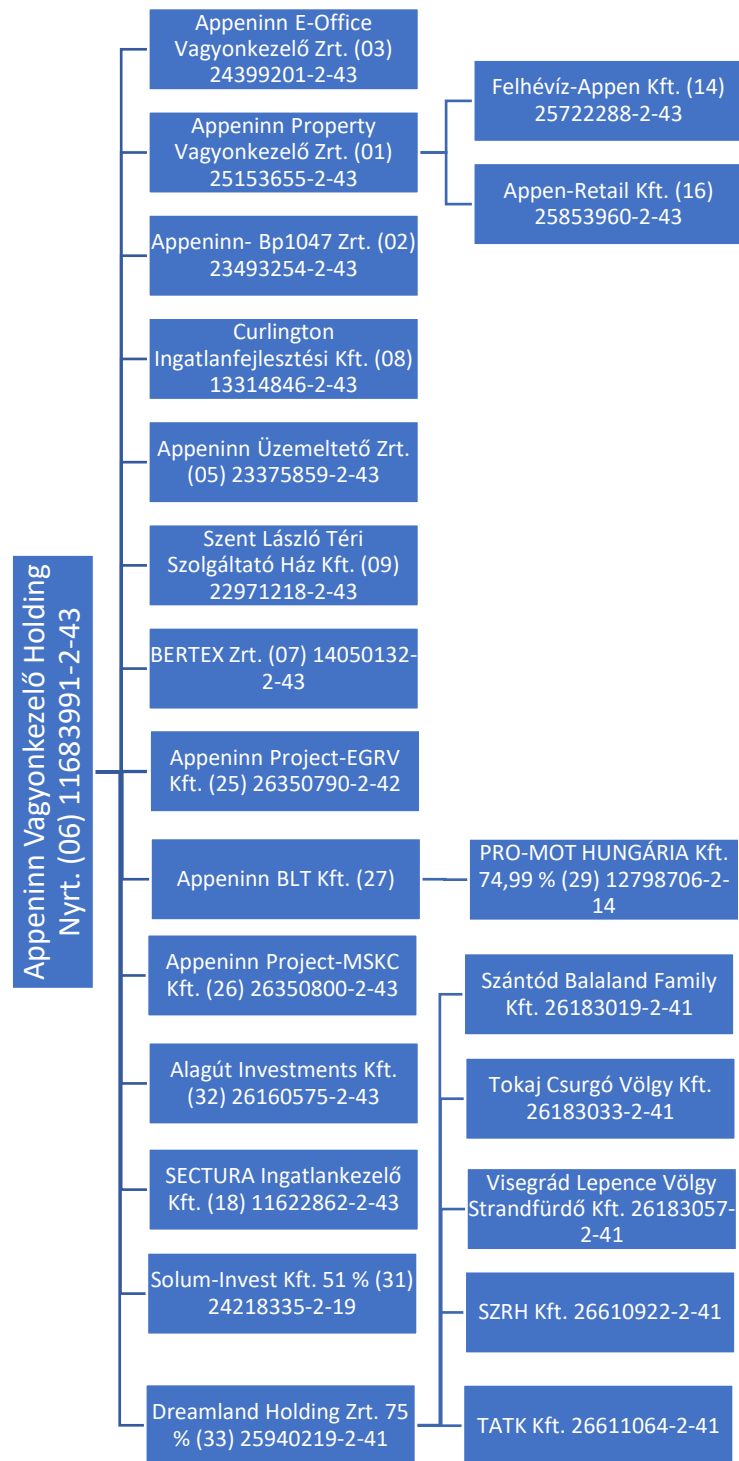 Appeninn Vagyonkezelő Holding
Nyrt. (06) 11683991-2-43
Appeninn E-Office
Vagyonkezelő Zrt. (03)
24399201-2-43
Appeninn Property
Vagyonkezelő Zrt. (01)
25153655-2-43
Felhévíz-Appen Kft. (14)
25722288-2-43
Appen-Retail Kft. (16)
25853960-2-43
Appeninn- Bp1047 Zrt. (02)
23493254-2-43
Curlington
Ingatlanfejlesztési Kft. (08)
13314846-2-43
Appeninn Üzemeltető Zrt.
(05) 23375859-2-43
Szent László Téri
Szolgáltató Ház Kft. (09)
22971218-2-43
BERTEX Zrt. (07) 14050132-
2-43
Appeninn Project-EGRV
Kft. (25) 26350790-2-42
Appeninn BLT Kft. (27)
PRO-MOT HUNGÁRIA Kft.
74,99 % (29) 12798706-2-
14
Appeninn Project-MSKC
Kft. (26) 26350800-2-43
Alagút Investments Kft.
(32) 26160575-2-43
SECTURA Ingatlankezelő
Kft. (18) 11622862-2-43
Solum-Invest Kft. 51 % (31)
24218335-2-19
Dreamland Holding Zrt. 75
% (33) 25940219-2-41
Szántód Balaland Family
Kft. 26183019-2-41
Tokaj Csurgó Völgy Kft.
26183033-2-41
Visegrád Lepence Völgy
Strandfürdő Kft. 26183057-
2-41
SZRH Kft. 26610922-2-41
TATK Kft. 26611064-2-41